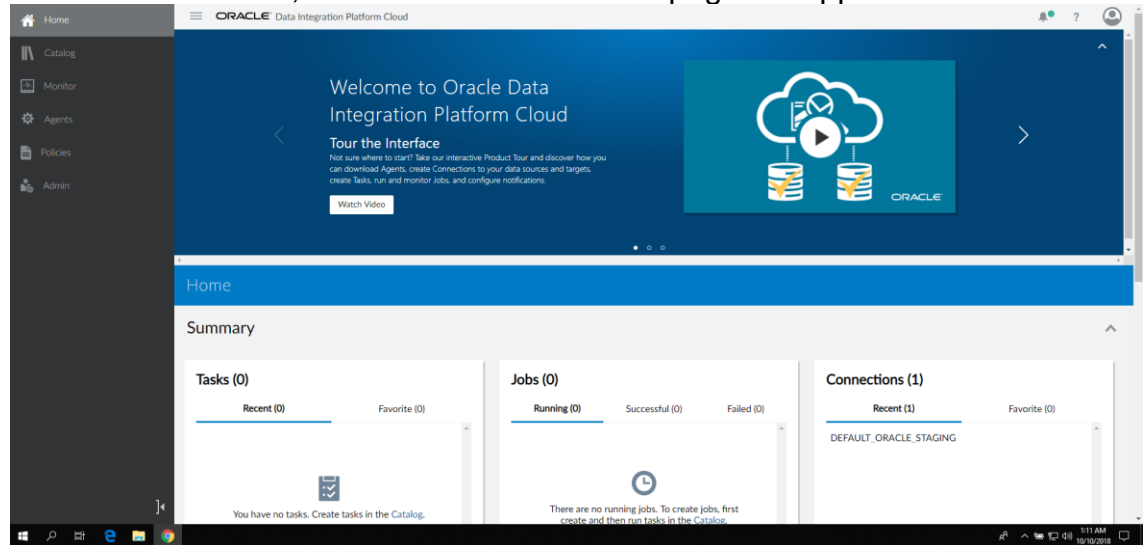 Home
ORACLE Data Integration Platform Cloud
?
Catalog
Monitor
Agents
Policies
Admin
Welcome to Oracle Data
Integration Platform Cloud
Tour the Interface
Not sure where to start? Take our interactive Product Tour and discover how you
can download Agents, create Connections to your data sources and targets,
create Tasks, run and monitor Jobs, and configure notifications.
Watch Video
ORACLE
Home
Summary
Tasks (0)
Recent (0) Favorite (0)
You have no tasks. Create tasks in the Catalog.
Jobs (0)
Running (0) Successful (0) Failed (0)
There are no running jobs. To create jobs, first
create and then run tasks in the Catalog.
Connections (1)
Recent (1) Favorite (0)
DEFAULT_ORACLE_STAGING
1:11 AM
10/10/2018